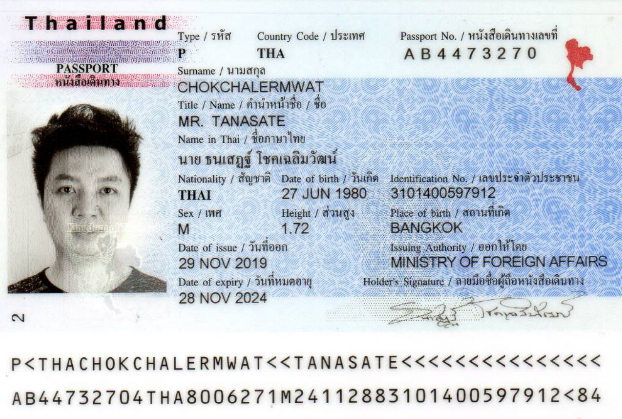 Thailand
PASSPORT
หนังสือเดินทาง
Type / รหัส Country Code / ประเทศ Passport No. / หนังสือเดินทางเลขที่
P THA AB4473270
Surname / นามสกุล
CHOKCHALERMWAT
Title / Name / คำนำหน้าชื่อ / ชื่อ
MR. TANASATE
Name in Thai / ชื่อภาษาไทย
นาย ธนเสฏฐ์ โชคเฉลิมวัฒน์
Nationality / สัญชาติ Date of birth / วันเกิด Identification No. / เลขประจำตัวประชาชน
THAI 27 JUN 1980 3101400597912
Sex / เพศ Height / ส่วนสูง Place of birth / สถานที่เกิด
M 1.72 BANGKOK
Date of issue / วันที่ออก Issuing Authority / ออกให้โดย
29 NOV 2019 MINISTRY OF FOREIGN AFFAIRS
Date of expiry / วันที่หมดอายุ Holder's Signature / ลายมือชื่อผู้ถือหนังสือเดินทาง
28 NOV 2024
2
P<THACHOKCHALERMWAT<<TANASATE<<<<<<<<<<<<<<<
AB44732704THA8006271M24112883101400597912<84